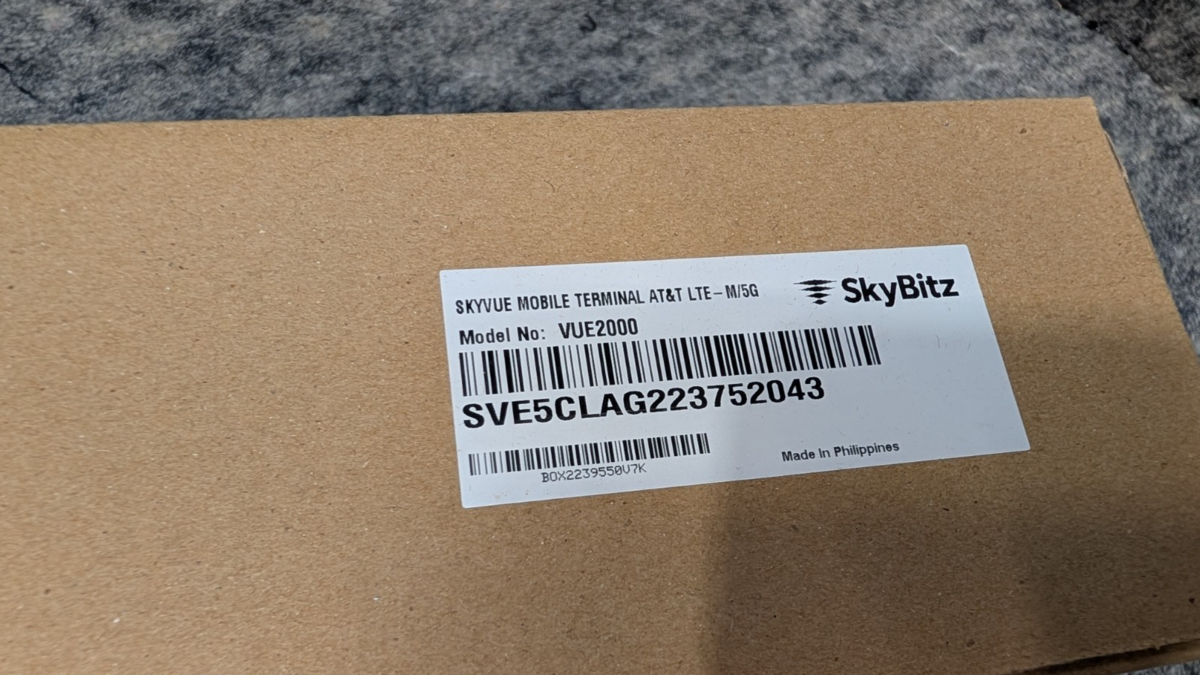 SKYVUE MOBILE TERMINAL AT&T LTE-M/5G
SkyBitz
Model No: VUE2000
SVE5CLAG223752043
BOX2239550V7K
Made In Philippines